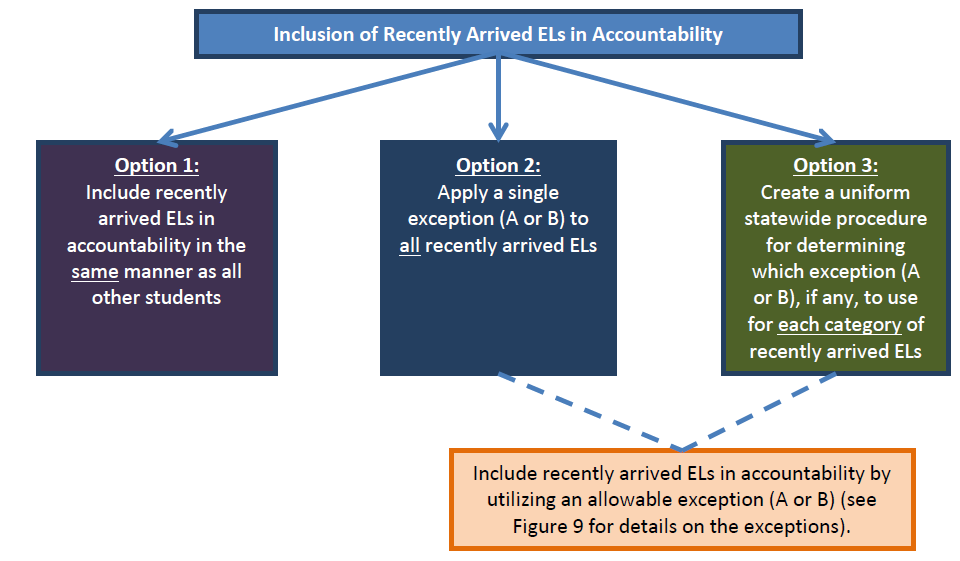 Inclusion of Recently Arrived ELs in Accountability
Option 1:
Include recently
arrived ELs in
accountability in the
same manner as all
other students
Option 2:
Apply a single
exception (A or B) to
all recently arrived ELs
Option 3:
Create a uniform
statewide procedure
for determining
which exception (A
or B), if any, to use
for each category of
recently arrived ELs
Include recently arrived ELs in accountability by
utilizing an allowable exception (A or B) (see
Figure 9 for details on the exceptions).